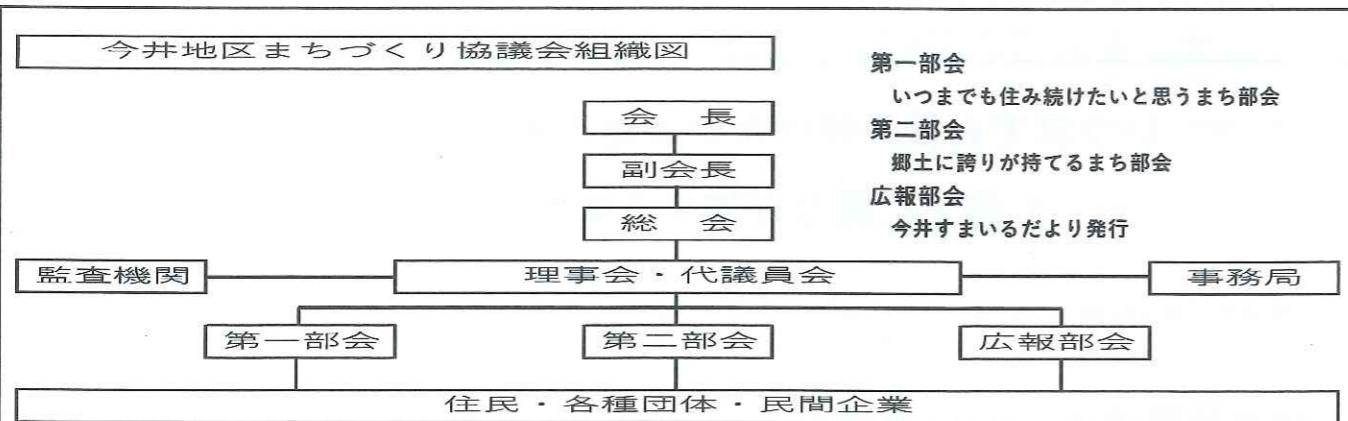 今井地区まちづくり協議会組織図
第一部会
いつまでも住み続けたいと思うまち部会
第二部会
郷土に誇りが持てるまち部会
広報部会
今井すまいるだより発行
会 長
副会長
総 会
監査機関
理事会・代議員会
事務局
第一部会
第二部会
広報部会
住民・各種団体・民間企業